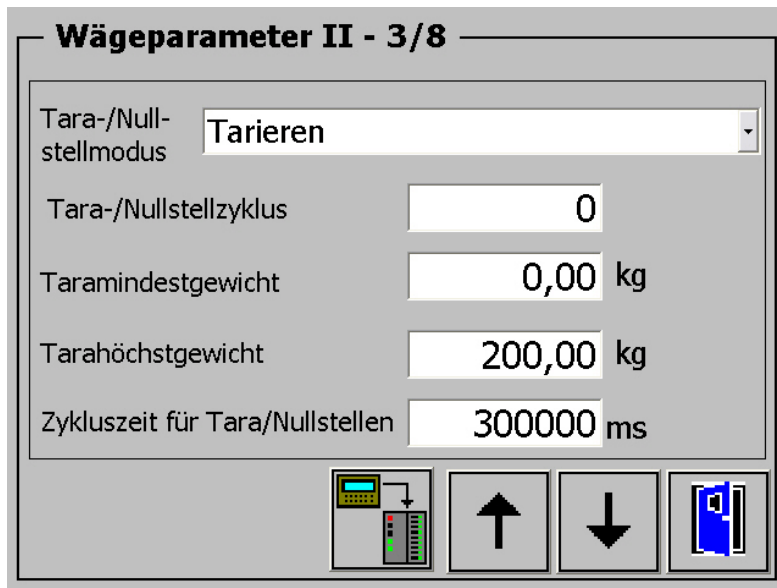 Wägeparameter II - 3/8
Tara-/Null-
stellmodus
Tarieren
Tara-/Nullstellzyklus 0
Taramindestgewicht 0,00 kg
Tarahöchstgewicht 200,00 kg
Zykluszeit für Tara/Nullstellen 300000 ms